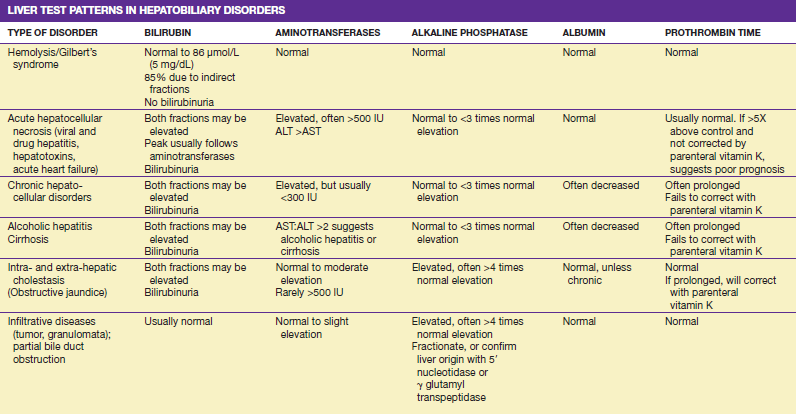 LIVER TEST PATTERNS IN HEPATOBILIARY DISORDERS
TYPE OF DISORDER BILIRUBIN AMINOTRANSFERASES ALKALINE PHOSPHATASE ALBUMIN PROTHROMBIN TIME
Hemolysis/Gilbert's Normal to 86 μmol/L Normal Normal Normal Normal
syndrome (5 mg/dL)
85% due to indirect
fractions
No bilirubinuria
Acute hepatocellular Both fractions may be Elevated, often >500 IU Normal to <3 times normal Normal Usually normal. If >5X
necrosis (viral and elevated ALT >AST elevation above control and
drug hepatitis, Peak usually follows not corrected by
hepatotoxins, aminotransferases parenteral vitamin K,
acute heart failure) Bilirubinuria suggests poor prognosis
Chronic hepato- Both fractions may be Elevated, but usually Normal to <3 times normal Often decreased Often prolonged
cellular disorders elevated <300 IU elevation Fails to correct with
Bilirubinuria parenteral vitamin K
Alcoholic hepatitis Both fractions may be AST:ALT >2 suggests Normal to <3 times normal Often decreased Often prolonged
Cirrhosis elevated alcoholic hepatitis or elevation Fails to correct with
Bilirubinuria cirrhosis parenteral vitamin K
Intra- and extra-hepatic Both fractions may be Normal to moderate Elevated, often >4 times Normal, unless Normal
cholestasis elevated elevation normal elevation chronic If prolonged, will correct
(Obstructive jaundice) Bilirubinuria Rarely >500 IU with parenteral
vitamin K
Infiltrative diseases Usually normal Normal to slight Elevated, often >4 times Normal Normal
(tumor, granulomata); elevation normal elevation
partial bile duct Fractionate, or confirm
obstruction liver origin with 5′
nucleotidase or
γ glutamyl
transpeptidase